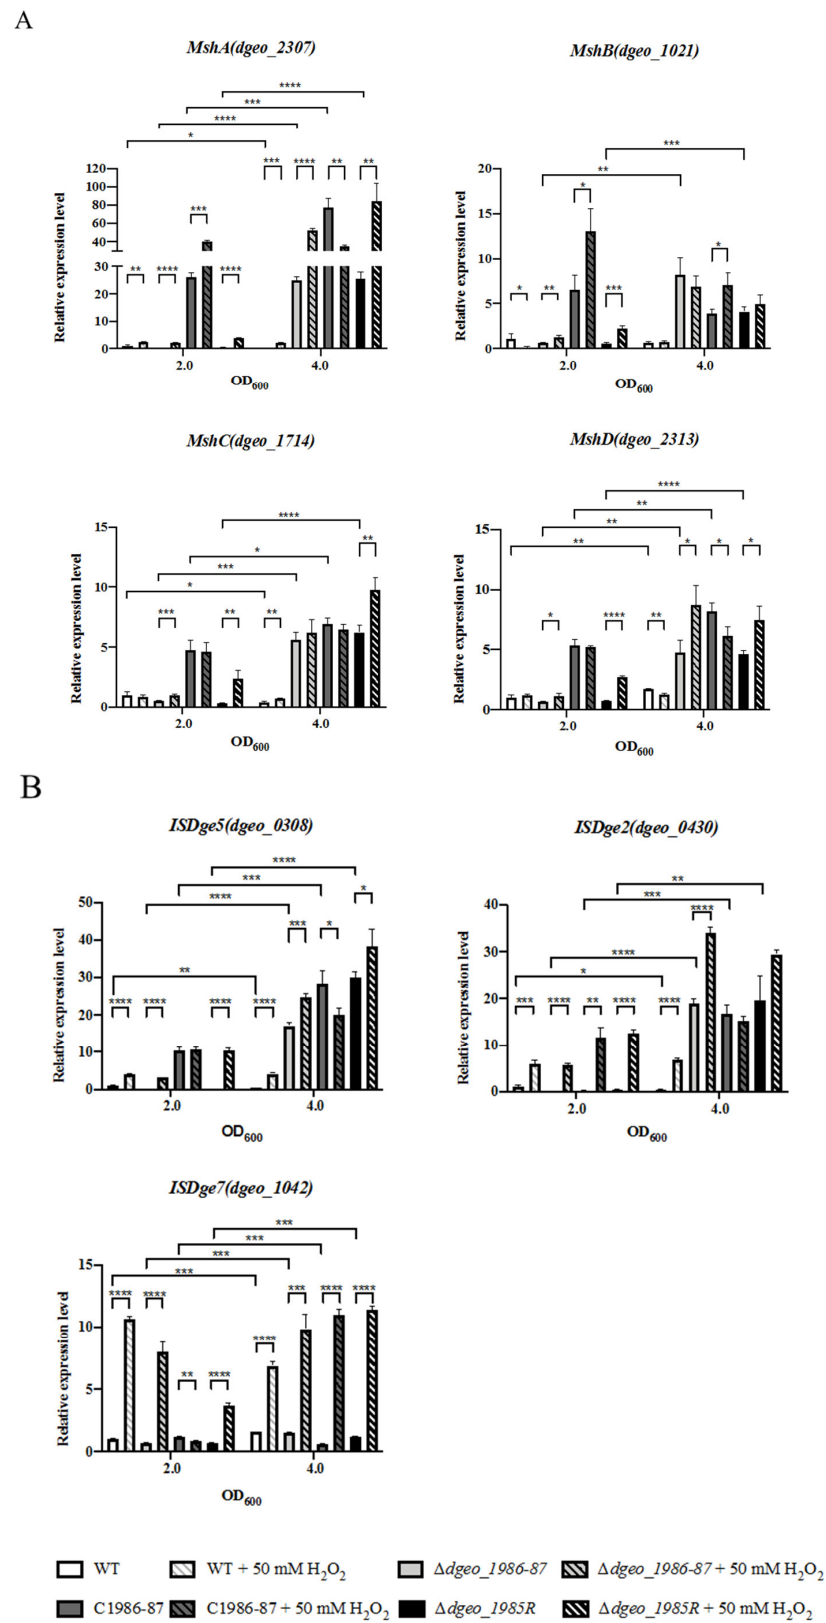 A
MshA(dgeo_2307)
****
***
****
*
*** **** ** **
***
** **** ****
Relative expression level
120
100
80
60
40
30
20
10
0
2.0 4.0
OD600
MshB(dgeo_1021)
***
**
*
*
* ** ***
Relative expression level
20
15
10
5
0
2.0 4.0
OD600
MshC(dgeo_1714)
****
*
***
*
**
*** ** **
Relative expression level
15
10
5
0
2.0 4.0
OD600
MshD(dgeo_2313)
****
**
**
**
* * *
* **** **
Relative expression level
15
10
5
0
2.0 4.0
OD600
B
ISDge5(dgeo_0308)
****
***
****
*
*** *
**
**** **** **** ****
Relative expression level
50
40
30
20
10
0
2.0 4.0
OD600
ISDge2(dgeo_0430)
**
***
****
****
*
*** **** ** **** ****
Relative expression level
40
30
20
10
0
2.0 4.0
OD600
ISDge7(dgeo_1042)
***
***
***
***
**** **** *** **** ****
****
** ****
Relative expression level
15
10
5
0
2.0 4.0
OD600
WT WT + 50 mM H2O2 Δdgeo_1986-87 Δdgeo_1986-87 + 50 mM H2O2
C1986-87 C1986-87 + 50 mM H2O2 Δdgeo_1985R Δdgeo_1985R + 50 mM H2O2